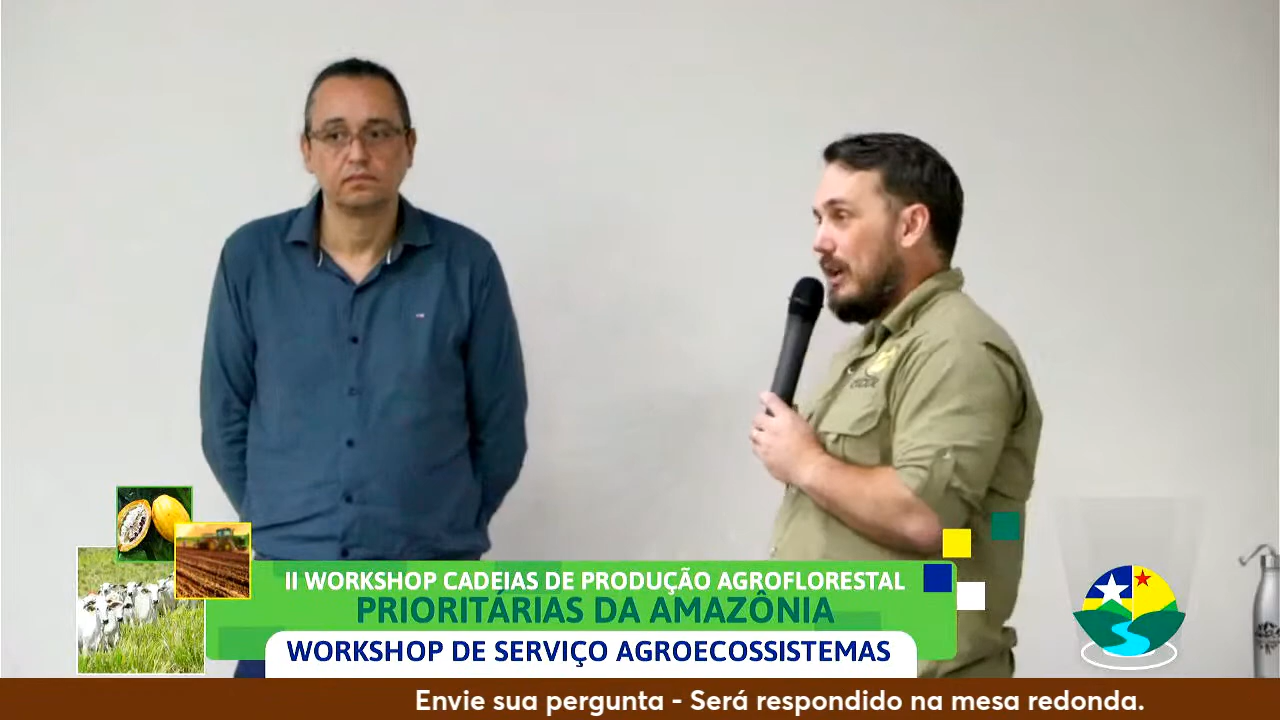 II WORKSHOP CADEIAS DE PRODUÇÃO AGROFLORESTAL
PRIORITÁRIAS DA AMAZÔNIA
WORKSHOP DE SERVIÇO AGROECOSSISTEMAS
Envie sua pergunta - Será respondido na mesa redonda.